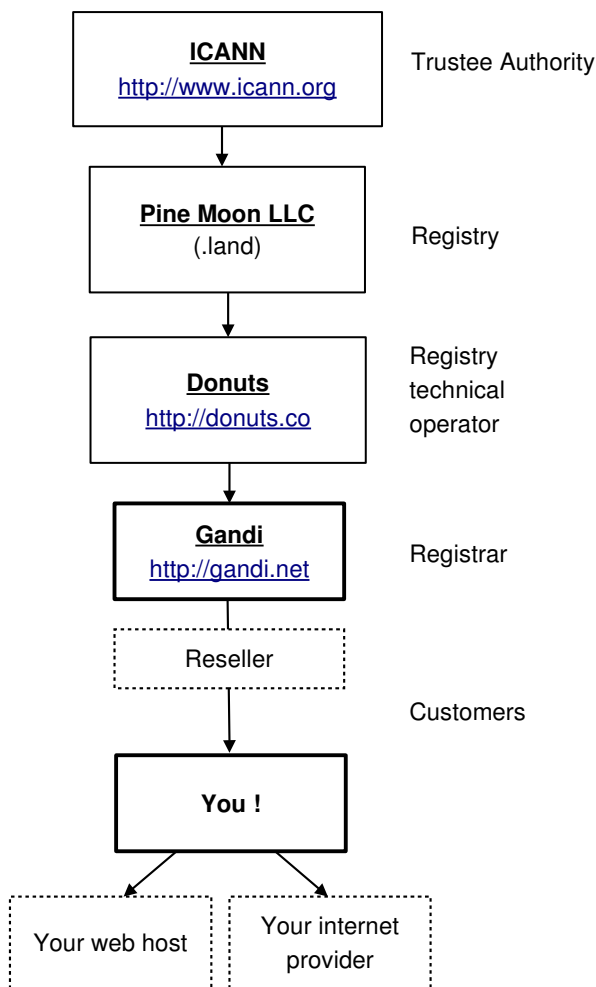 ICANN
http://www.icann.org
Trustee Authority
Pine Moon LLC
(.land)
Registry
Donuts
http://donuts.co
Registry
technical
operator
Gandi
http://gandi.net
Registrar
Reseller
Customers
You !
Your web host
Your internet
provider